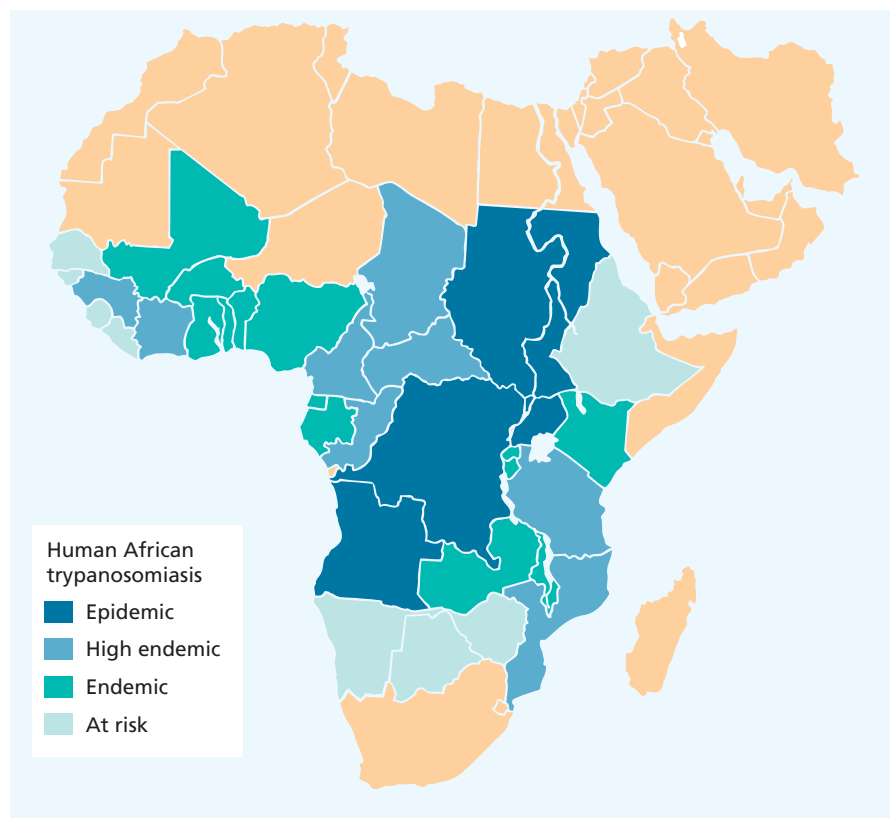 Human African
trypanosomiasis
Epidemic
High endemic
Endemic
At risk